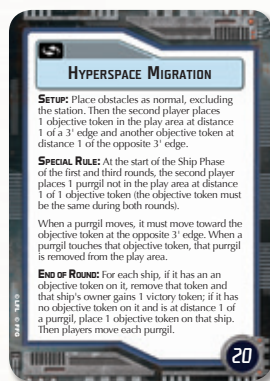 HYPERSPACE MIGRATION
SETUP: Place obstacles as normal, excluding
the station. Then the second player places
1 objective token in the play area at distance
1 of a 3' edge and another objective token at
distance 1 of the opposite 3' edge.
SPECIAL RULE: At the start of the Ship Phase
of the first and third rounds, the second player
places 1 purrgil not in the play area at distance
1 of 1 objective token (the objective token must
be the same during both rounds).
When a purrgil moves, it must move toward the
objective token at the opposite 3' edge. When a
purrgil touches that objective token, that purrgil
is removed from the play area.
END OF ROUND: For each ship, if it has an an
objective token on it, remove that token and
that ship's owner gains 1 victory token; if it has
no objective token on it and is at distance 1 of
a purrgil, place 1 objective token on that ship.
Then players move each purrgil.
©LFL ©FFG
20